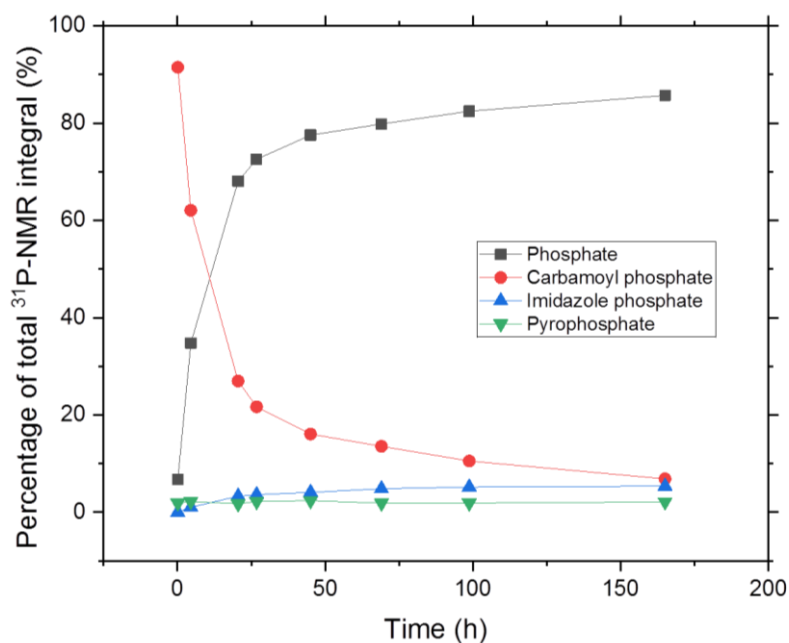 Percentage of total ³¹P-NMR integral (%)
100
80
60
40
20
0
Phosphate
Carbamoyl phosphate
Imidazole phosphate
Pyrophosphate
0 50 100 150 200
Time (h)